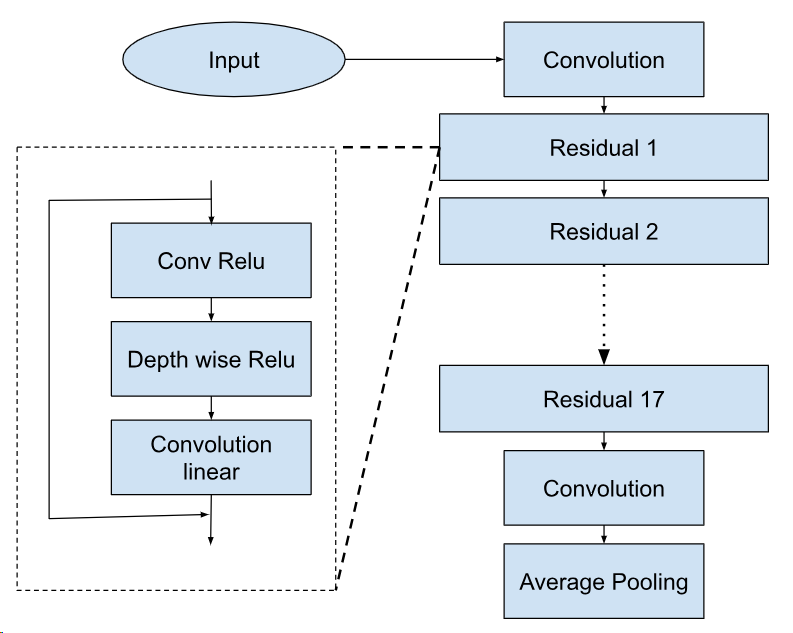 Input
Convolution
Residual 1
Residual 2
Residual 17
Convolution
Average Pooling
Conv Relu
Depth wise Relu
Convolution
linear